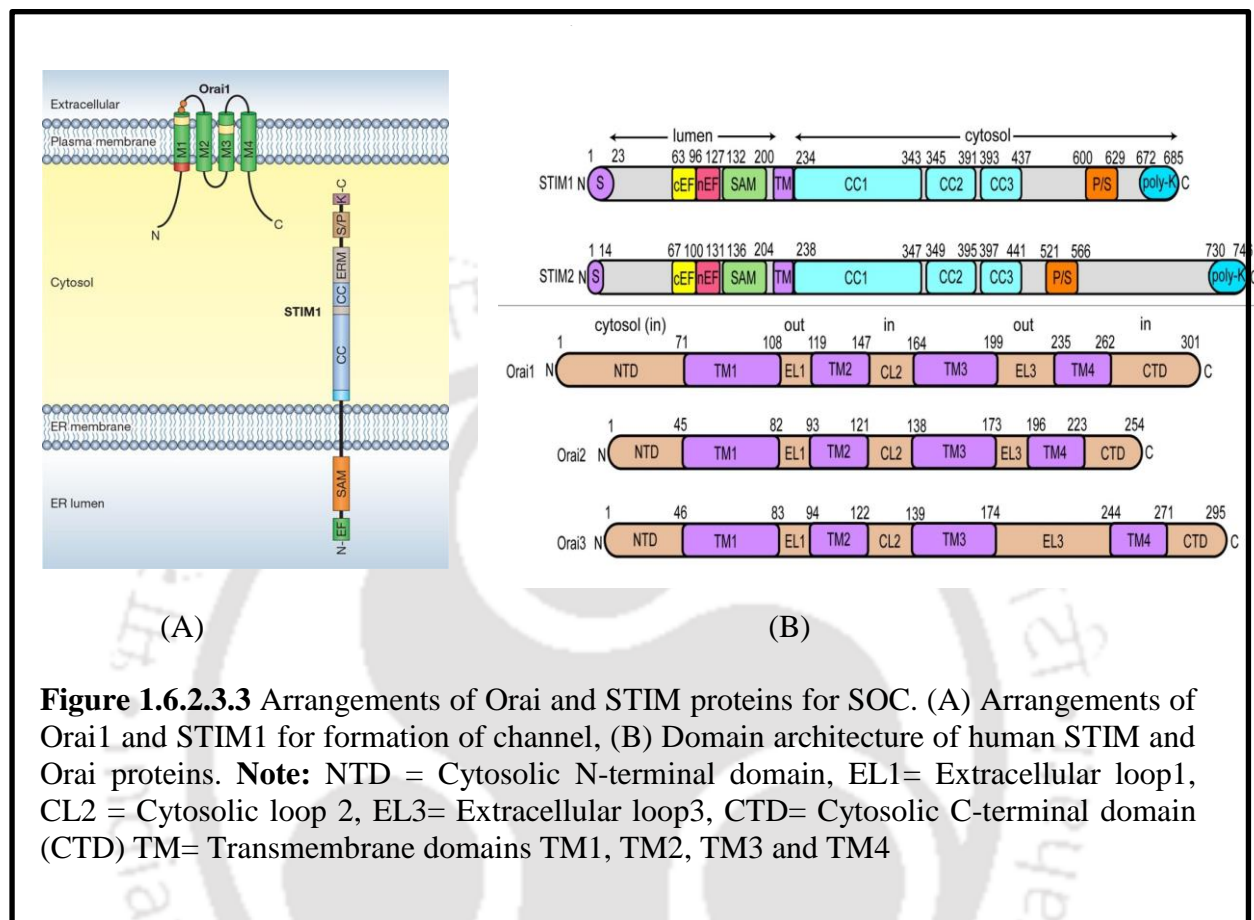 Orai1
Extracellular
Plasma membrane
M1 M2 M3 M4
N C
Cytosol
STIM1
K-C
S/P
ERM
CC
CC
ER membrane
ER lumen
SAM
N-EF
lumen cytosol
1 23 63 96 127 132 200 234 343 345 391 393 437 600 629 672 685
STIM1 N S cEF nEF SAM TM CC1 CC2 CC3 P/S poly-K C
1 14 67 100 131 136 204 238 347 349 395 397 441 521 566 730 746
STIM2 N S cEF nEF SAM TM CC1 CC2 CC3 P/S poly-K C
cytosol (in) out in out in
1 71 108 119 147 164 199 235 262 301
Orai1 N NTD TM1 EL1 TM2 CL2 TM3 EL3 TM4 CTD C
1 45 82 93 121 138 173 196 223 254
Orai2 N NTD TM1 EL1 TM2 CL2 TM3 EL3 TM4 CTD C
1 46 83 94 122 139 174 244 271 295
Orai3 N NTD TM1 EL1 TM2 CL2 TM3 EL3 TM4 CTD C
(A) (B)
Figure 1.6.2.3.3 Arrangements of Orai and STIM proteins for SOC. (A) Arrangements of
Orai1 and STIM1 for formation of channel, (B) Domain architecture of human STIM and
Orai proteins. Note: NTD = Cytosolic N-terminal domain, EL1= Extracellular loop1,
CL2 = Cytosolic loop 2, EL3= Extracellular loop3, CTD= Cytosolic C-terminal domain
(CTD) TM= Transmembrane domains TM1, TM2, TM3 and TM4